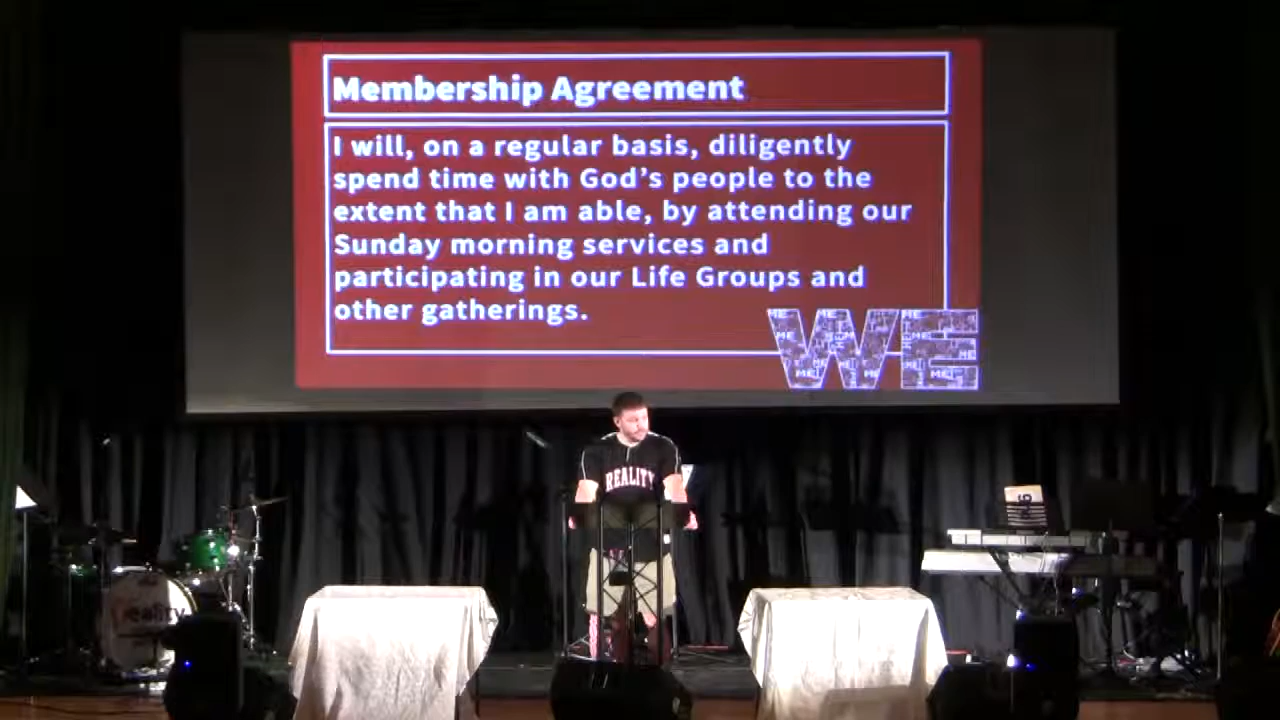 Membership Agreement
I will, on a regular basis, diligently
spend time with God’s people to the
extent that I am able, by attending our
Sunday morning services and
participating in our Life Groups and
other gatherings.
WE
REALITY
reality